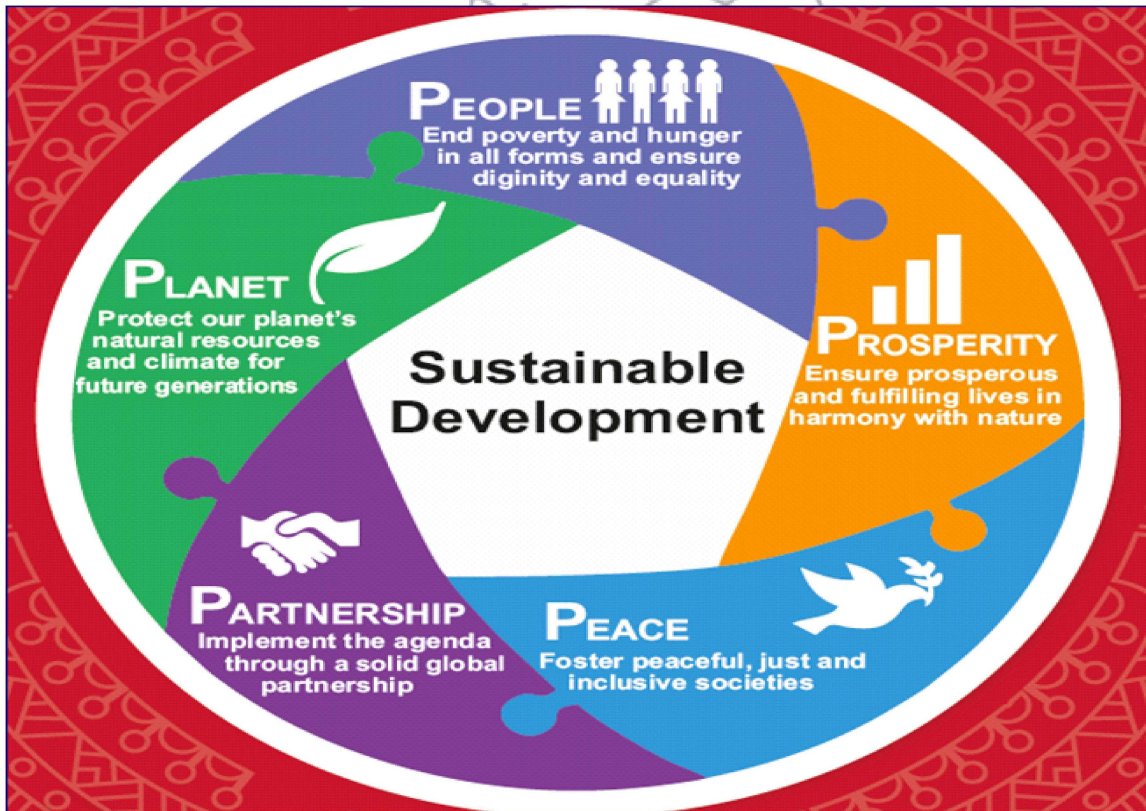 PEOPLE
End poverty and hunger
in all forms and ensure
diginity and equality
PLANET
Protect our planet's
natural resources
and climate for
future generations
Sustainable
Development
PROSPERITY
Ensure prosperous
and fulfilling lives in
harmony with nature
PARTNERSHIP
Implement the agenda
through a solid global
partnership
PEACE
Foster peaceful, just and
inclusive societies